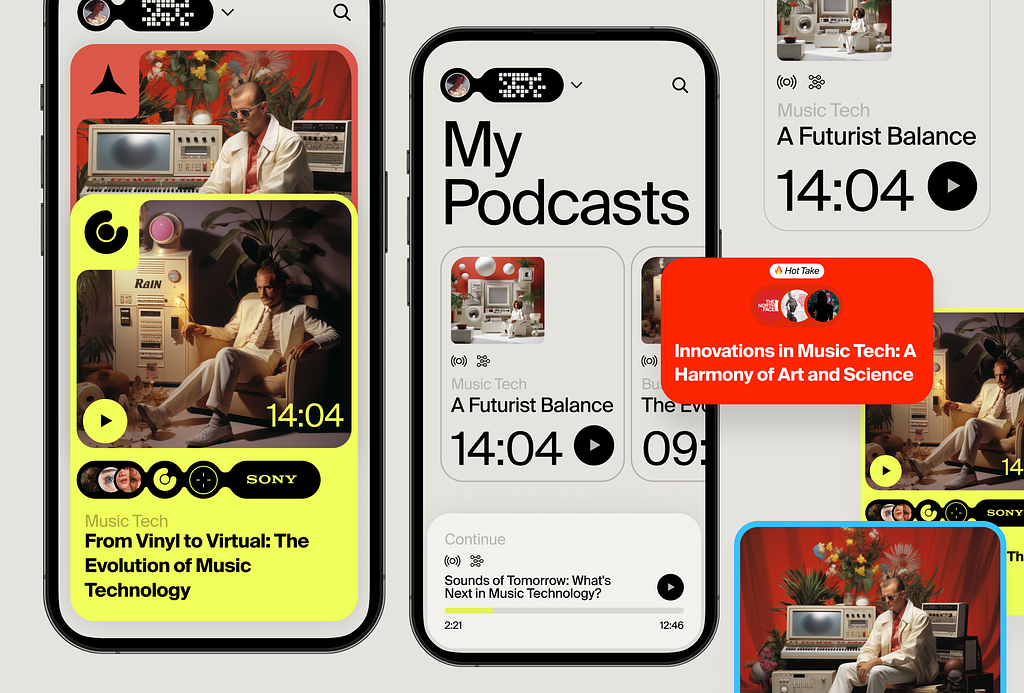 RAIN
14:04
SONY
Music Tech
From Vinyl to Virtual: The
Evolution of Music
Technology
My
Podcasts
Music Tech
A Futurist Balance
14:04
Bu
The Evo
09:
Continue
Sounds of Tomorrow: What's
Next in Music Technology?
2:21
12:46
Music Tech
A Futurist Balance
14:04
Hot Take
THE
NORTH
FACE
Innovations in Music Tech: A
Harmony of Art and Science
14
SONY
Th